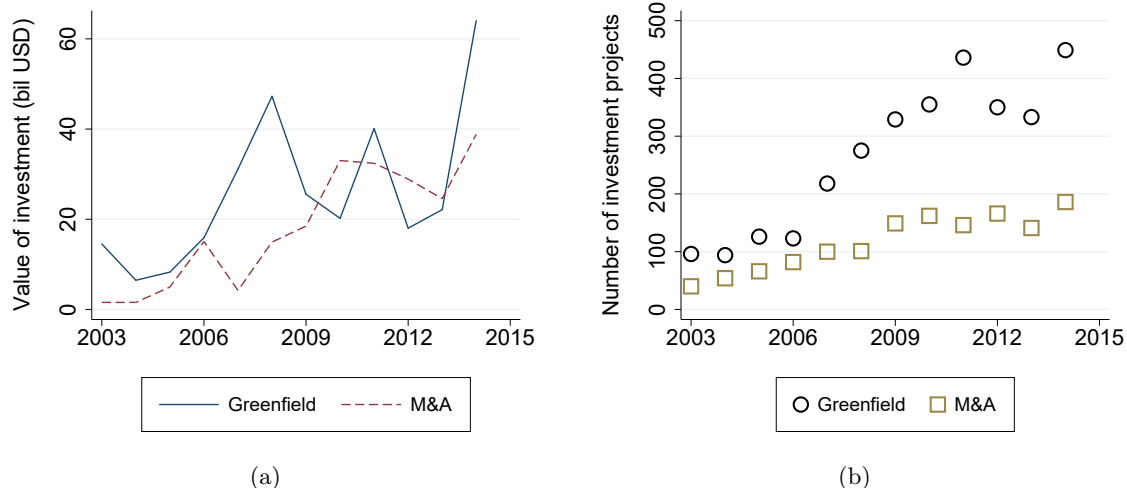 Value of investment (bil USD)
60
40
20
0
2003 2006 2009 2012 2015
Greenfield M&A
(a)
Number of investment projects
500
400
300
200
100
0
2003 2006 2009 2012 2015
Greenfield M&A
(b)